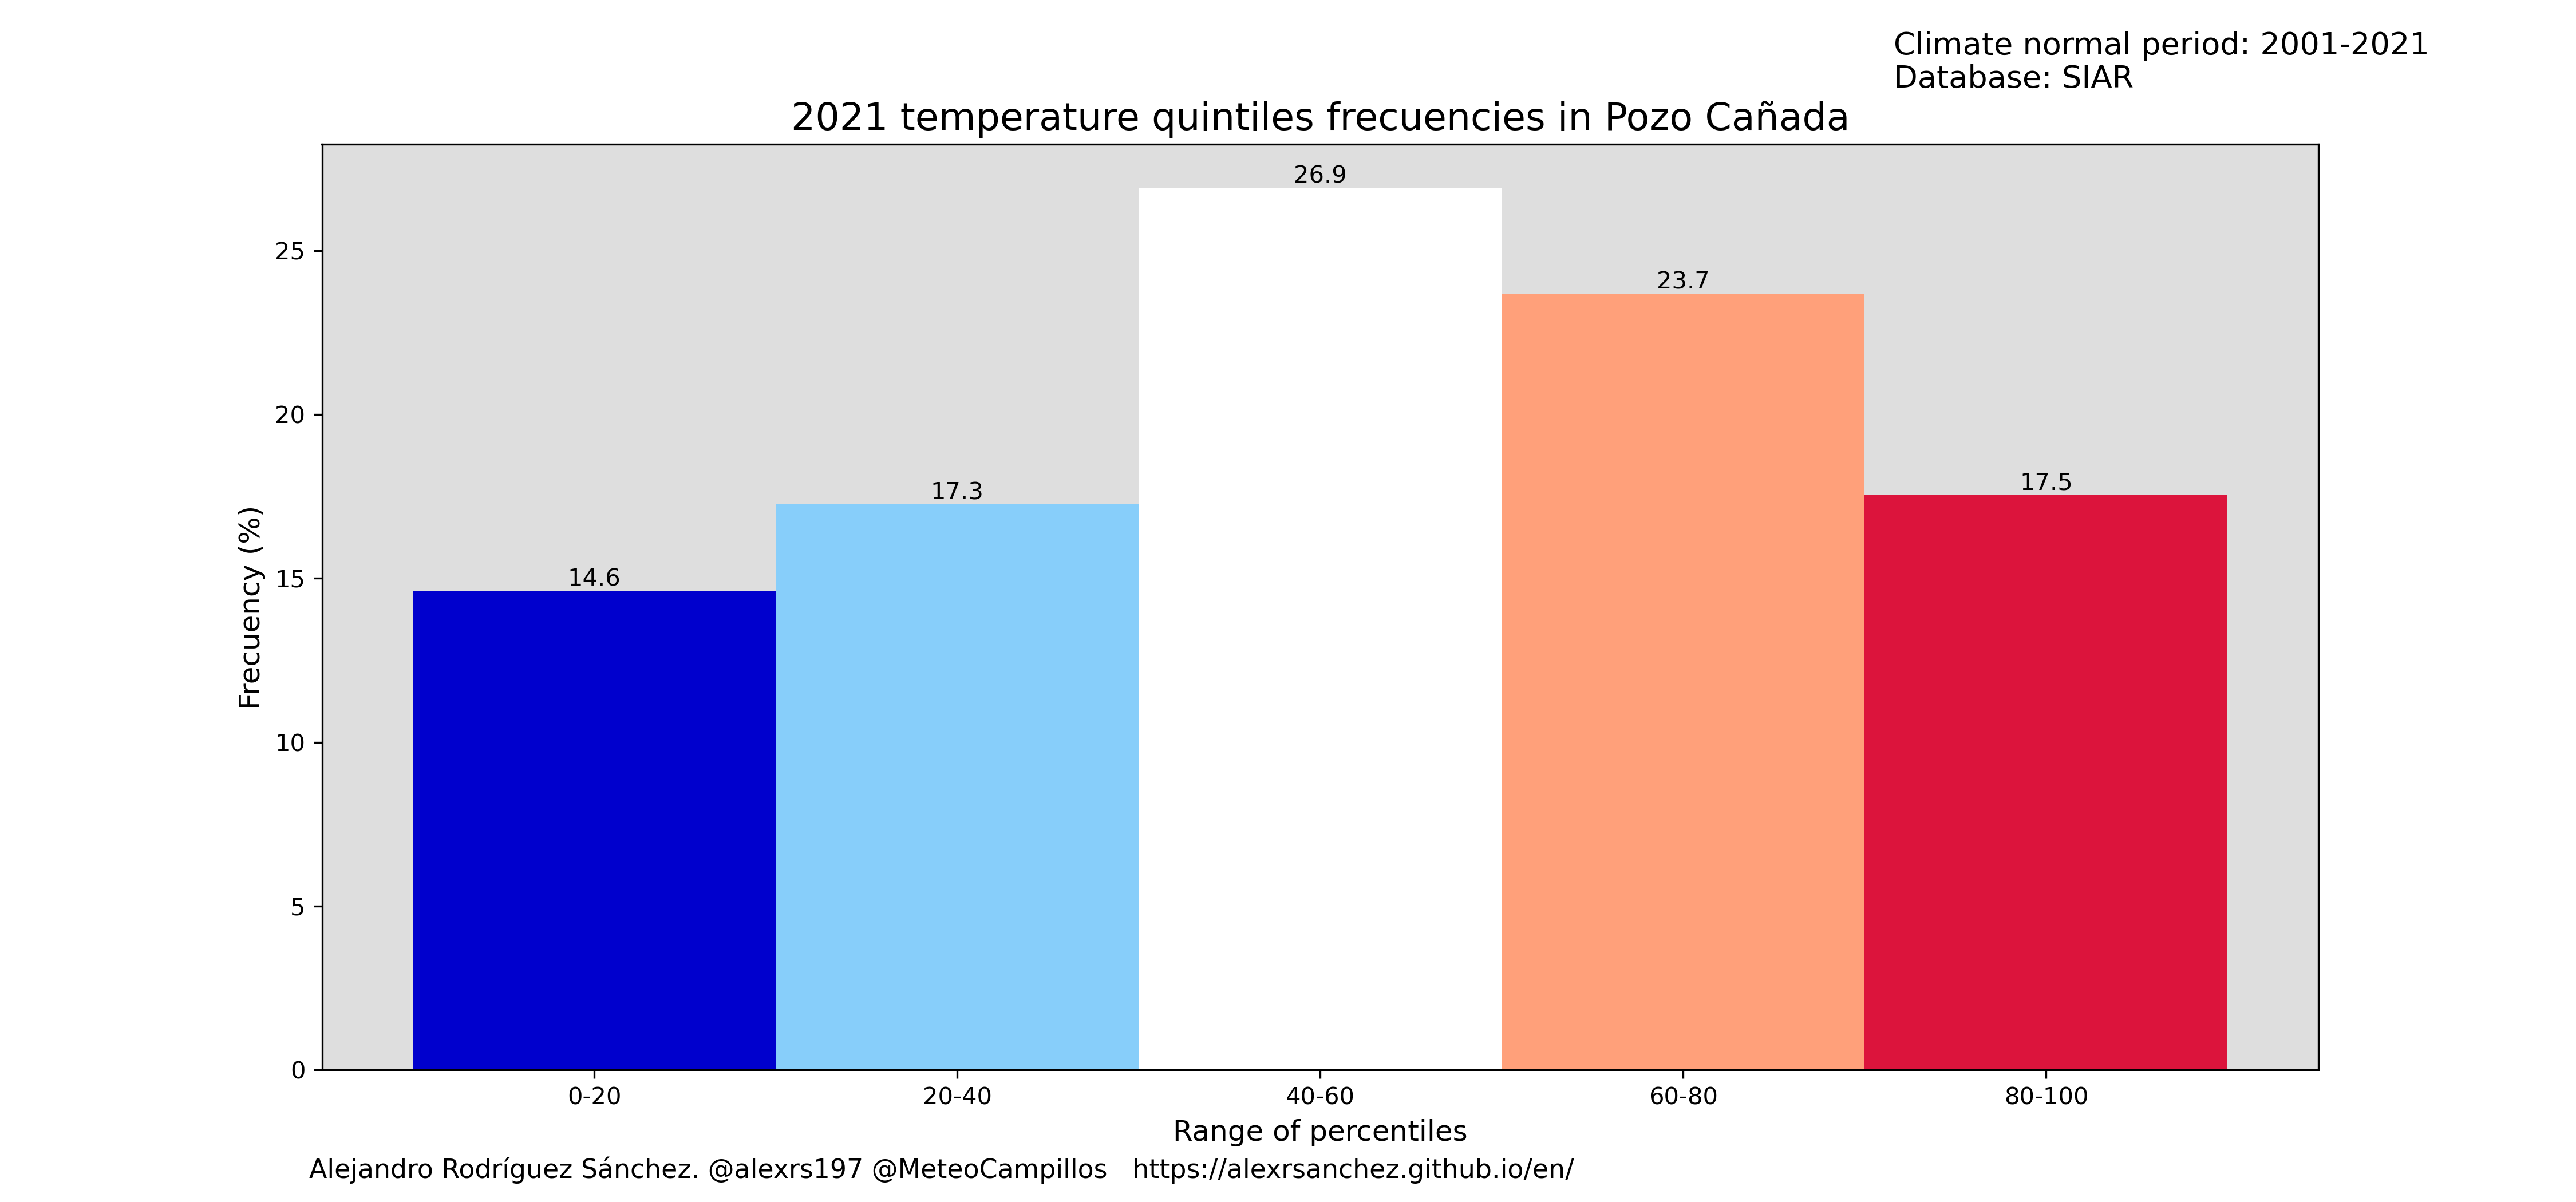 Climate normal period: 2001-2021
Database: SIAR
2021 temperature quintiles frecuencies in Pozo Cañada
26.9
23.7
17.5
17.3
14.6
25
20
15
10
5
0
Frecuency (%)
0-20
20-40
40-60
60-80
80-100
Range of percentiles
Alejandro Rodríguez Sánchez. @alexrs197 @MeteoCampillos   https://alexrsanchez.github.io/en/